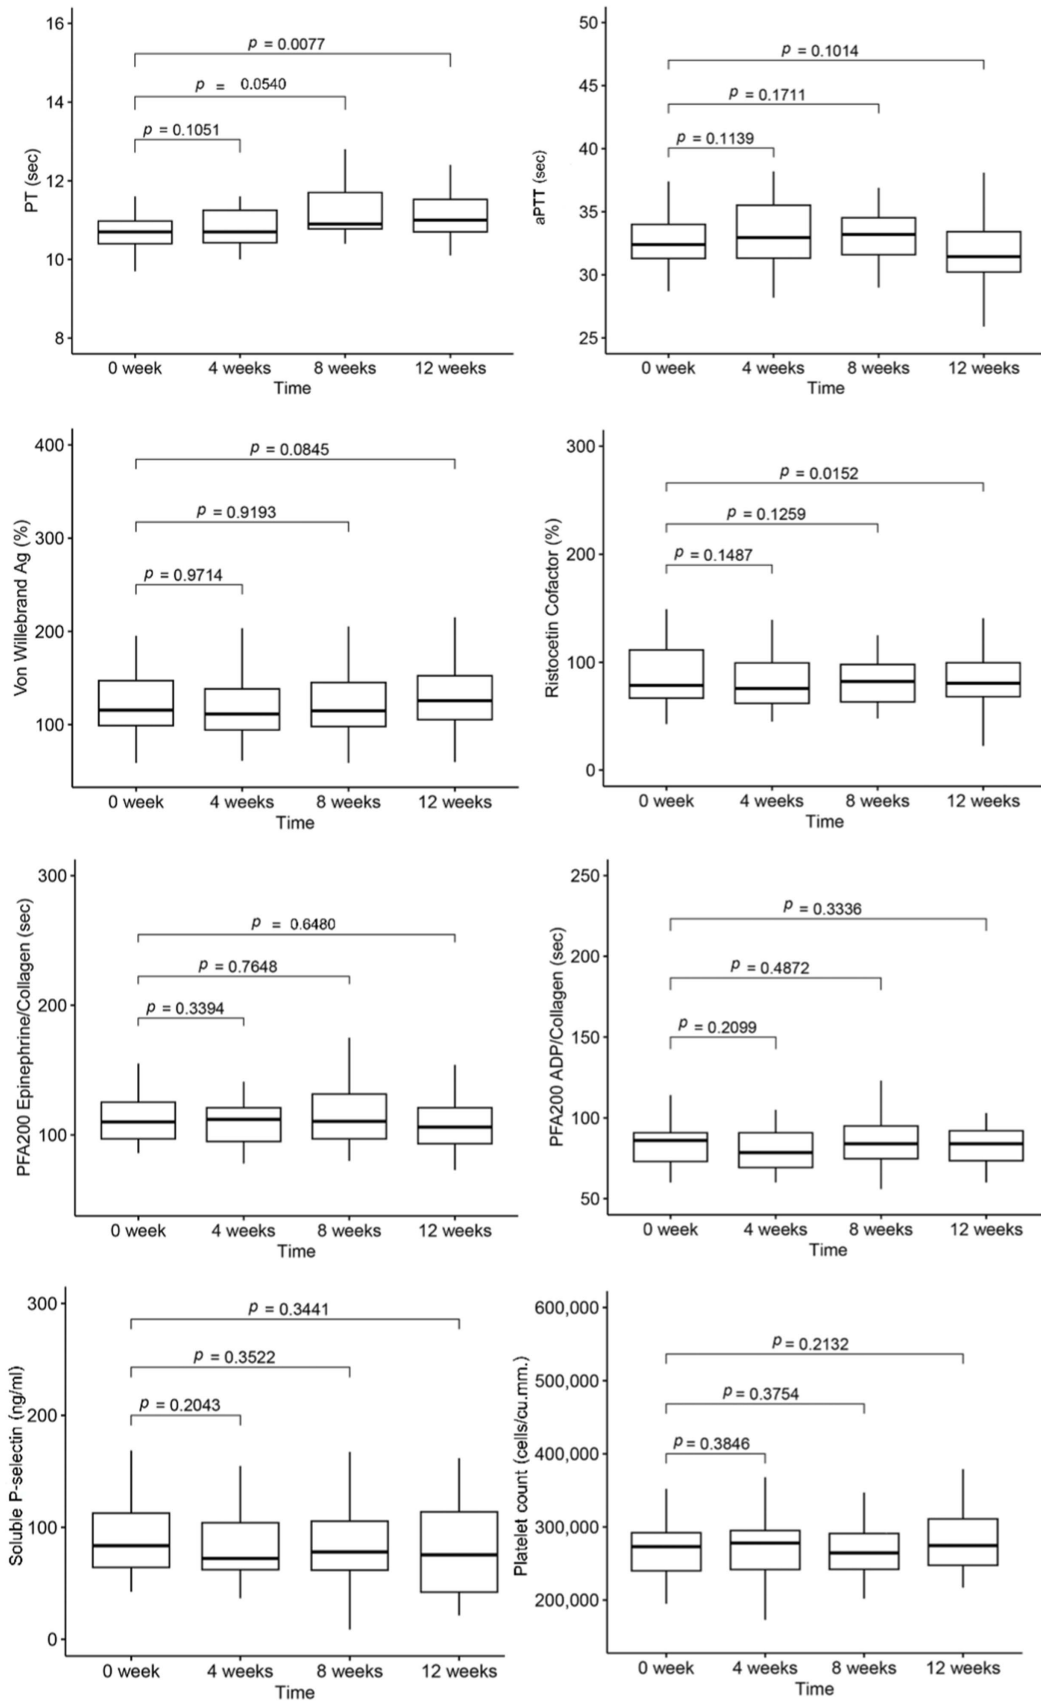 PT (sec)
16
14
12
10
8
p = 0.0077
p = 0.0540
p = 0.1051
0 week 4 weeks 8 weeks 12 weeks
Time
aPTT (sec)
50
45
40
35
30
25
p = 0.1014
p = 0.1711
p = 0.1139
0 week 4 weeks 8 weeks 12 weeks
Time
Von Willebrand Ag (%)
400
300
200
100
p = 0.0845
p = 0.9193
p = 0.9714
0 week 4 weeks 8 weeks 12 weeks
Time
Ristocetin Cofactor (%)
300
200
100
0
p = 0.0152
p = 0.1259
p = 0.1487
0 week 4 weeks 8 weeks 12 weeks
Time
PFA200 Epinephrine/Collagen (sec)
300
200
100
p = 0.6480
p = 0.7648
p = 0.3394
0 week 4 weeks 8 weeks 12 weeks
Time
PFA200 ADP/Collagen (sec)
250
200
150
100
50
p = 0.3336
p = 0.4872
p = 0.2099
0 week 4 weeks 8 weeks 12 weeks
Time
Soluble P-selectin (ng/ml)
300
200
100
0
p = 0.3441
p = 0.3522
p = 0.2043
0 week 4 weeks 8 weeks 12 weeks
Time
Platelet count (cells/cu.mm.)
600,000
500,000
400,000
300,000
200,000
p = 0.2132
p = 0.3754
p = 0.3846
0 week 4 weeks 8 weeks 12 weeks
Time